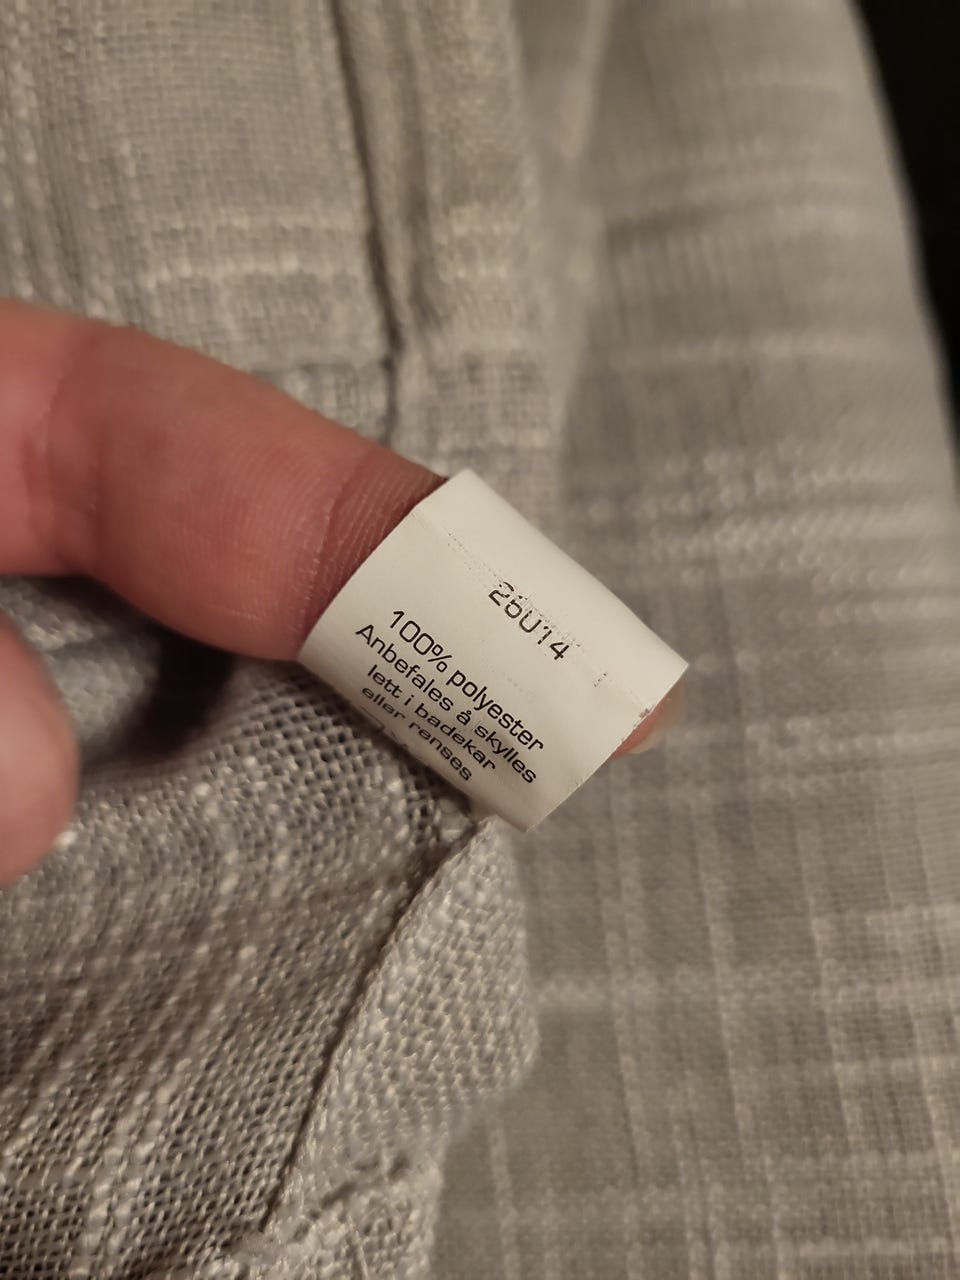 26014
100% polyester
Anbefales å skylles
lett i badekar
eller renses